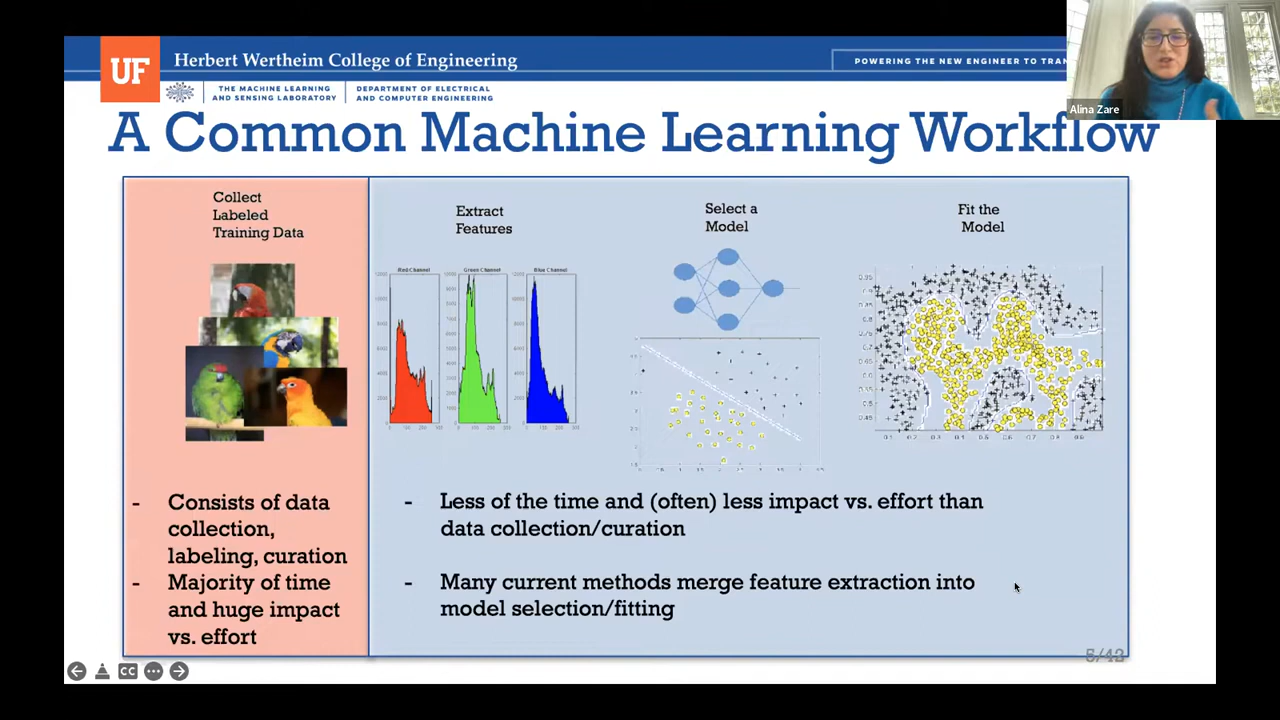 UF
Herbert Wertheim College of Engineering
POWERING THE NEW ENGINEER TO
THE MACHINE LEARNING
AND SENSING LABORATORY
DEPARTMENT OF ELECTRICAL
AND COMPUTER ENGINEERING
Alina Zare
A Common Machine Learning Workflow
Collect
Labeled
Training Data
Extract
Features
Select a
Model
Fit the
Model
Red Channel
Green Channel
Blue Channel
- Consists of data
collection,
labeling, curation
- Majority of time
and huge impact
vs. effort
- Less of the time and (often) less impact vs. effort than
data collection/curation
- Many current methods merge feature extraction into
model selection/fitting
5/42
CC